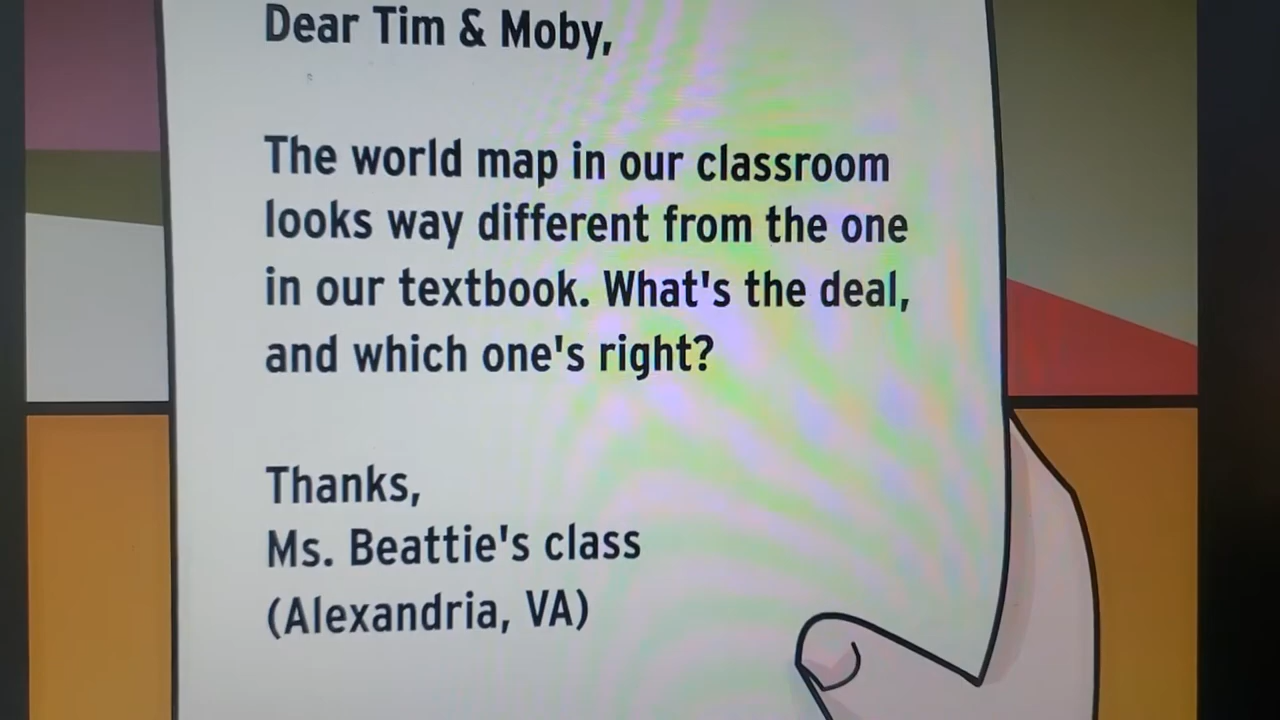 Dear Tim & Moby,
The world map in our classroom
looks way different from the one
in our textbook. What's the deal,
and which one's right?
Thanks,
Ms. Beattie's class
(Alexandria, VA)